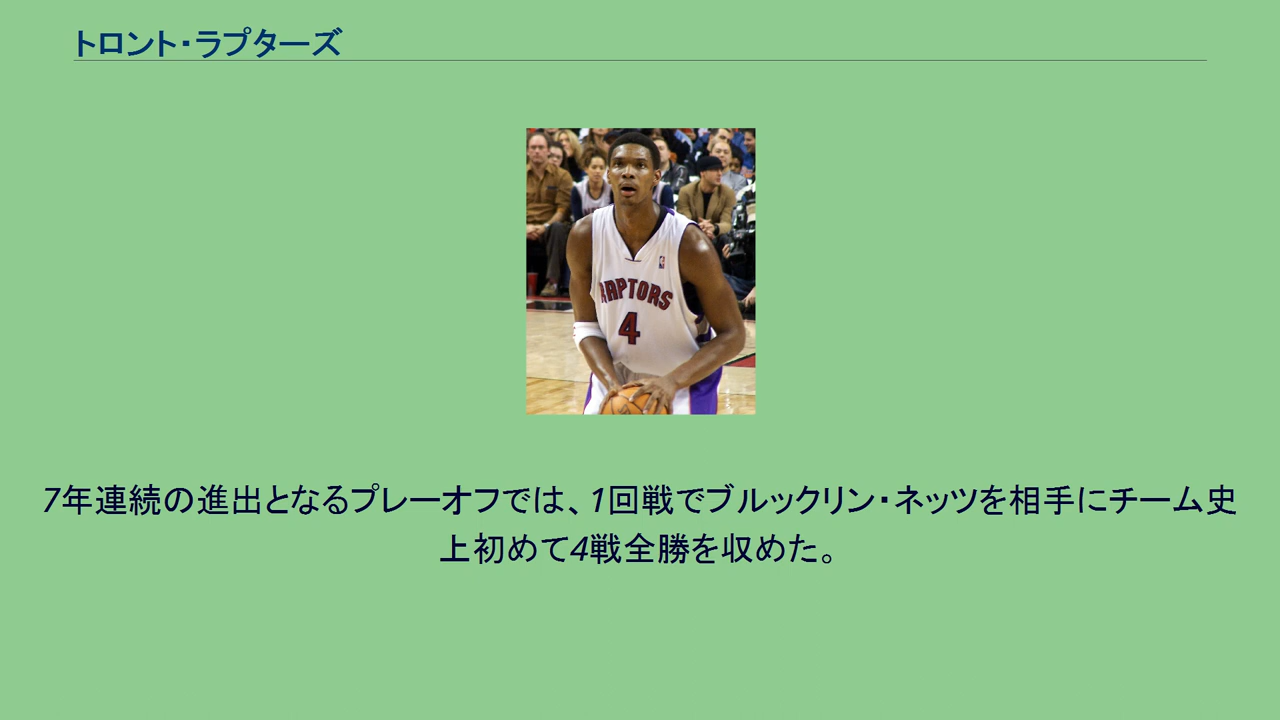 トロント・ラプターズ
RAPTORS
4
7年連続の進出となるプレーオフでは、1回戦でブルックリン・ネッツを相手にチーム史
上初めて4戦全勝を収めた。